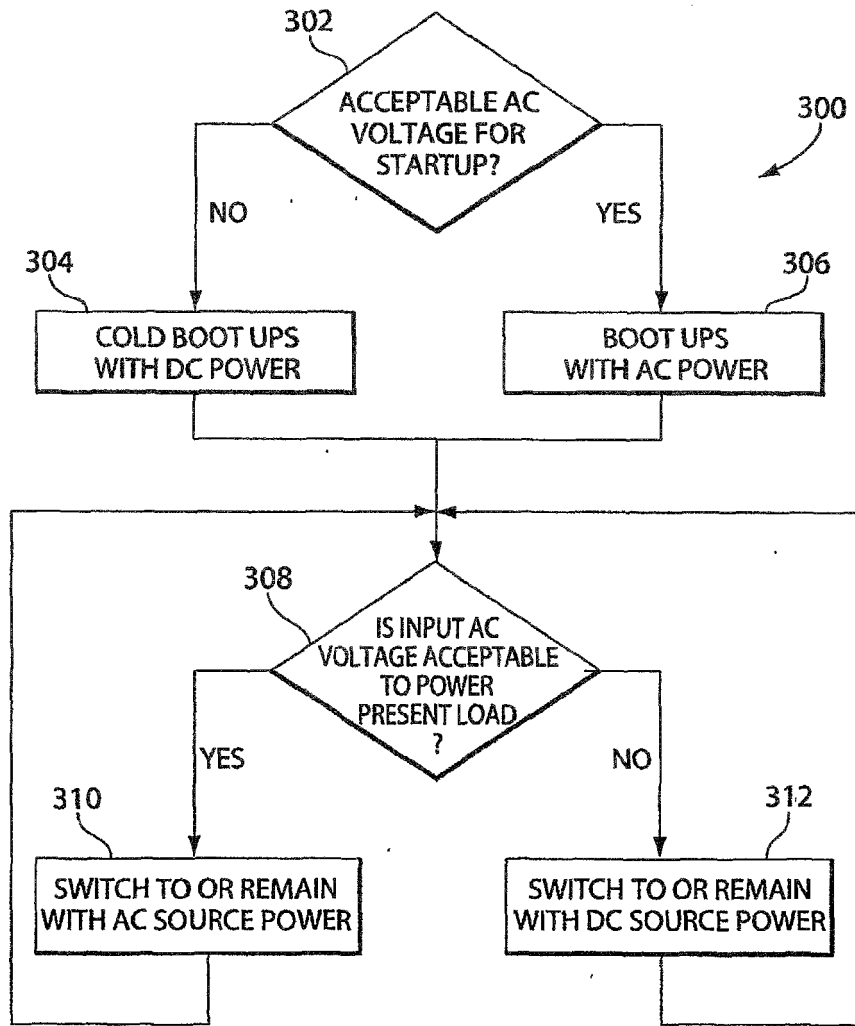 302
ACCEPTABLE AC
VOLTAGE FOR
STARTUP?
300
NO
YES
304
306
COLD BOOT UPS
WITH DC POWER
BOOT UPS
WITH AC POWER
308
IS INPUT AC
VOLTAGE ACCEPTABLE
TO POWER
PRESENT LOAD
?
YES
NO
310
312
SWITCH TO OR REMAIN
WITH AC SOURCE POWER
SWITCH TO OR REMAIN
WITH DC SOURCE POWER